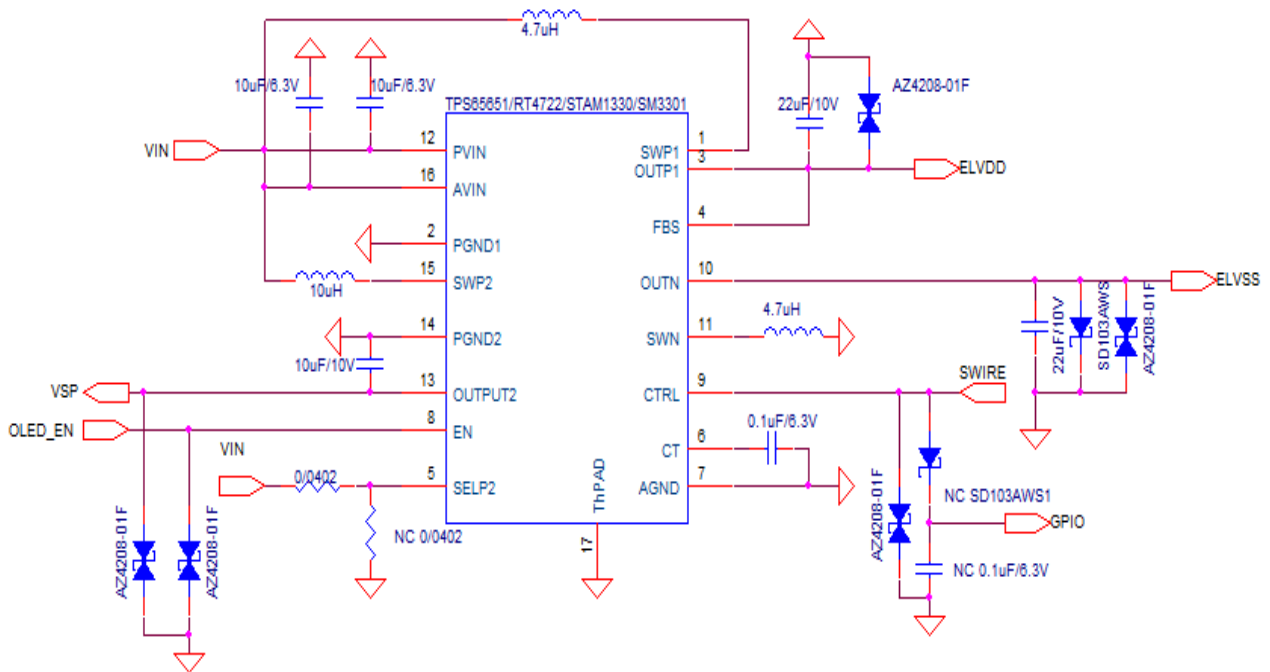 4.7uH
10uF/6.3V
10uF/6.3V
TPS65651/RT4722/STAM1330/SM3301
22uF/10V
AZ4208-01F
VIN
12
PVIN
16
AVIN
2
PGND1
15
SWP2
10uH
14
PGND2
10uF/10V
VSP
13
OUTPUT2
OLED_EN
8
EN
VIN
0/0402
5
SELP2
NC 0/0402
AZ4208-01F
AZ4208-01F
ThPAD
17
1
SWP1
3
OUTP1
ELVDD
4
FBS
10
OUTN
ELVSS
4.7uH
11
SWN
22uF/10V
SD103AWS
AZ4208-01F
9
CTRL
SWIRE
0.1uF/6.3V
6
CT
7
AGND
AZ4208-01F
NC SD103AWS1
GPIO
NC 0.1uF/6.3V